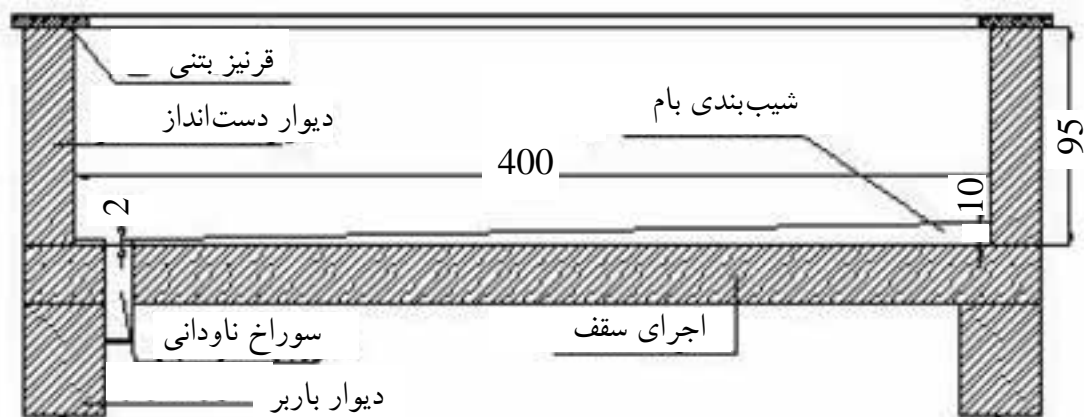 قرنیز بتنی
شیب‌بندی بام
دیوار دست‌انداز
95
400
10
2
سوراخ ناودانی
اجرای سقف
دیوار باربر